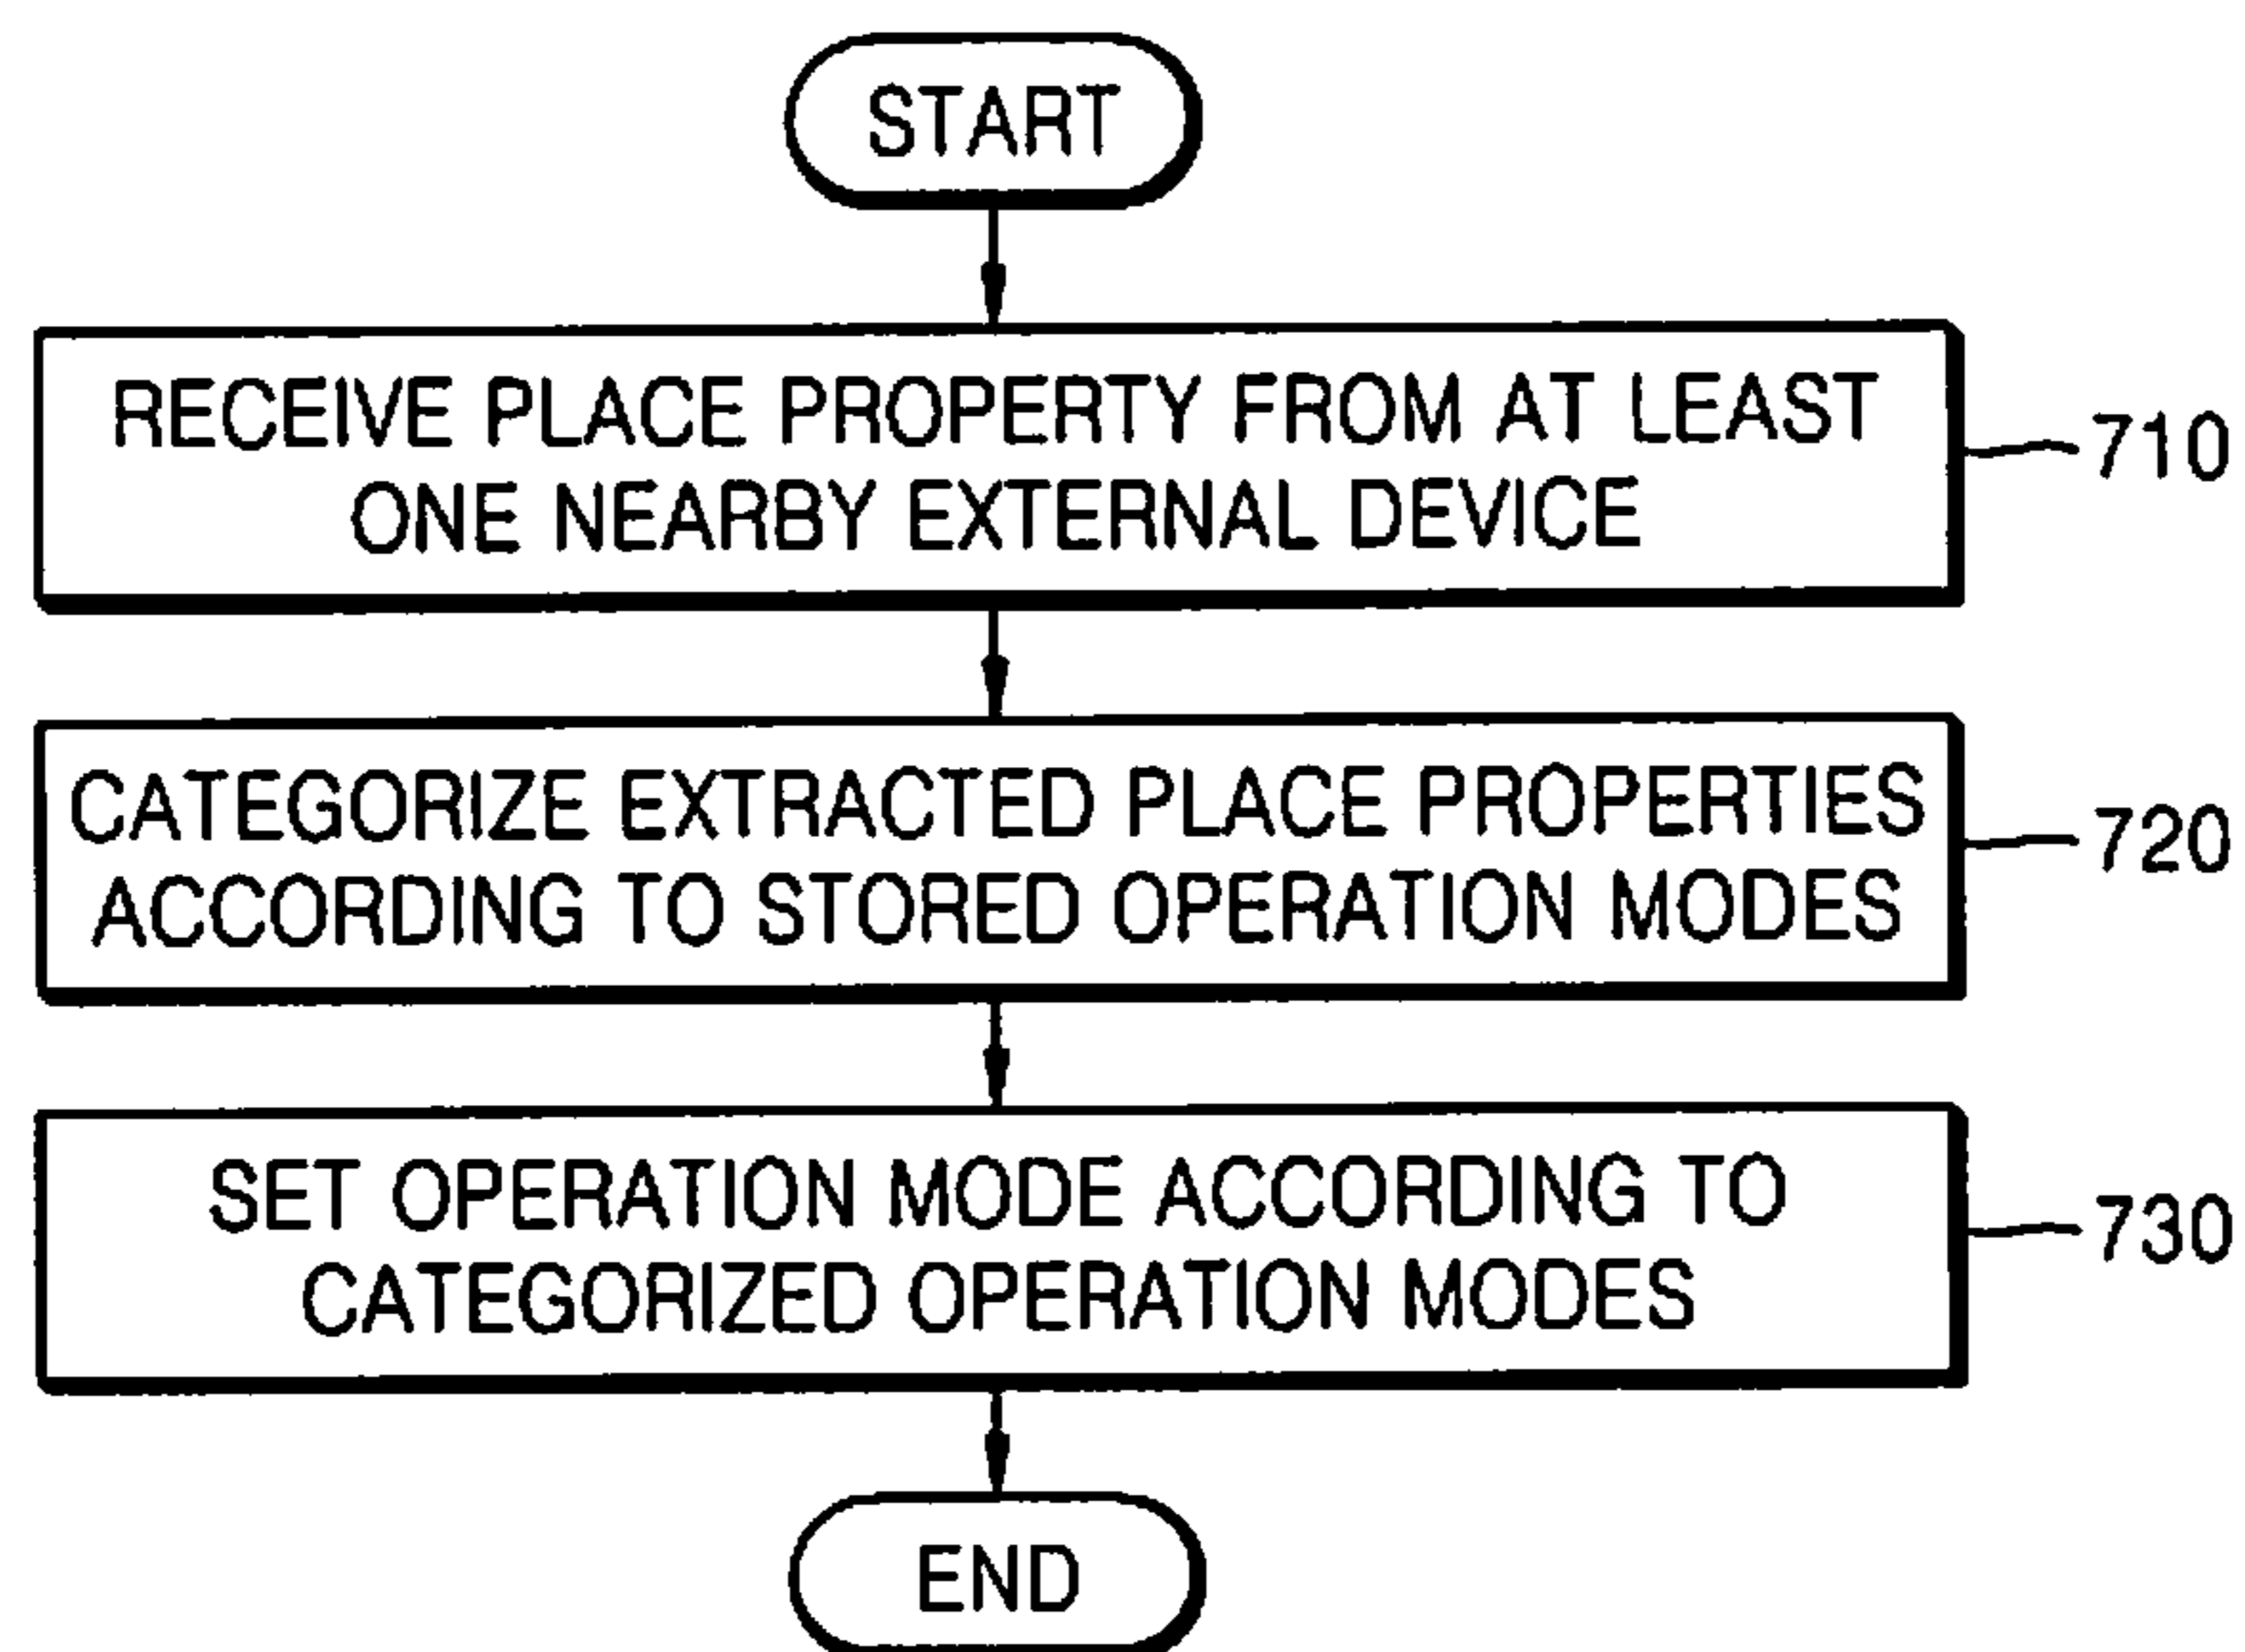 START
RECEIVE PLACE PROPERTY FROM AT LEAST
ONE NEARBY EXTERNAL DEVICE
710
CATEGORIZE EXTRACTED PLACE PROPERTIES
ACCORDING TO STORED OPERATION MODES
720
SET OPERATION MODE ACCORDING TO
CATEGORIZED OPERATION MODES
730
END